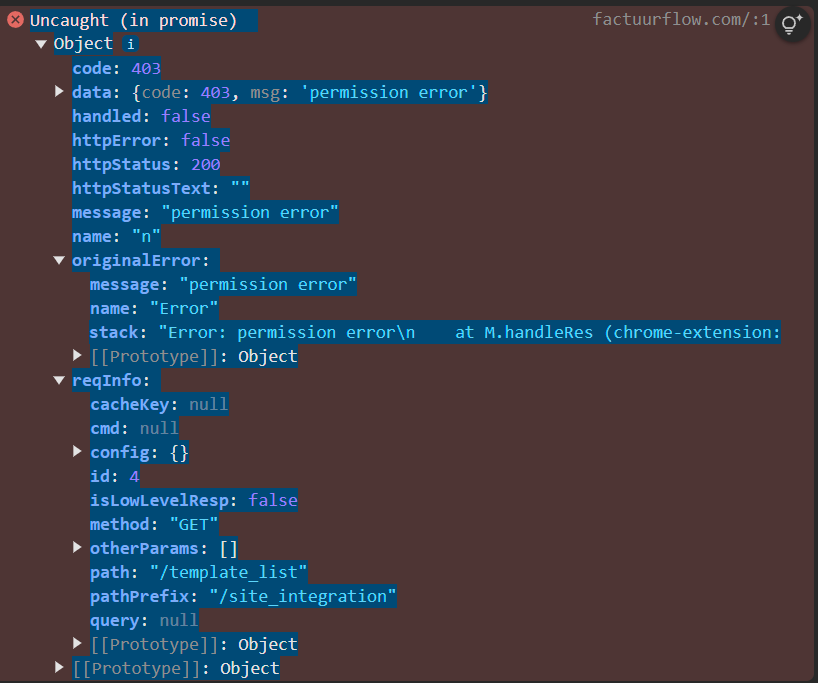 Uncaught (in promise) factuurflow.com/:1
Object i
code: 403
data: {code: 403, msg: 'permission error'}
handled: false
httpError: false
httpStatus: 200
httpStatusText: ""
message: "permission error"
name: "n"
originalError:
message: "permission error"
name: "Error"
stack: "Error: permission error\n    at M.handleRes (chrome-extension:
[[Prototype]]: Object
reqInfo:
cacheKey: null
cmd: null
config: {}
id: 4
isLowLevelResp: false
method: "GET"
otherParams: []
path: "/template_list"
pathPrefix: "/site_integration"
query: null
[[Prototype]]: Object
[[Prototype]]: Object